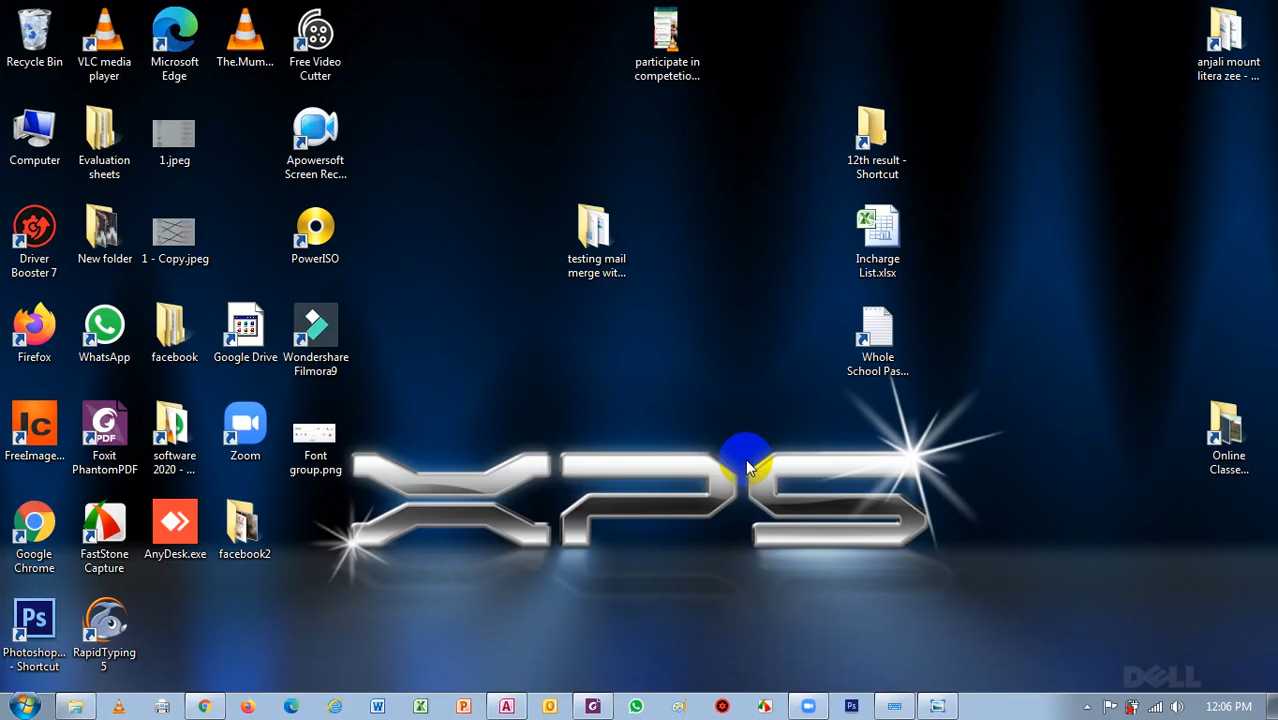 Recycle Bin
VLC media
player
Microsoft
Edge
The.Mum...
Free Video
Cutter
participate in
competetio...
anjali mount
litera zee - ...
Computer
Evaluation
sheets
1.jpeg
Apowersoft
Screen Rec...
12th result -
Shortcut
Driver
Booster 7
New folder
1 - Copy.jpeg
PowerISO
testing mail
merge wit...
Incharge
List.xlsx
Firefox
WhatsApp
facebook
Google Drive
Wondershare
Filmora9
Whole
School Pas...
FreeImage...
Foxit
PhantomPDF
software
2020 - ...
Zoom
Font
group.png
Online
Classe...
Google
Chrome
FastStone
Capture
AnyDesk.exe
facebook2
XPS
Photoshop...
- Shortcut
RapidTyping
5
DELL
12:06 PM